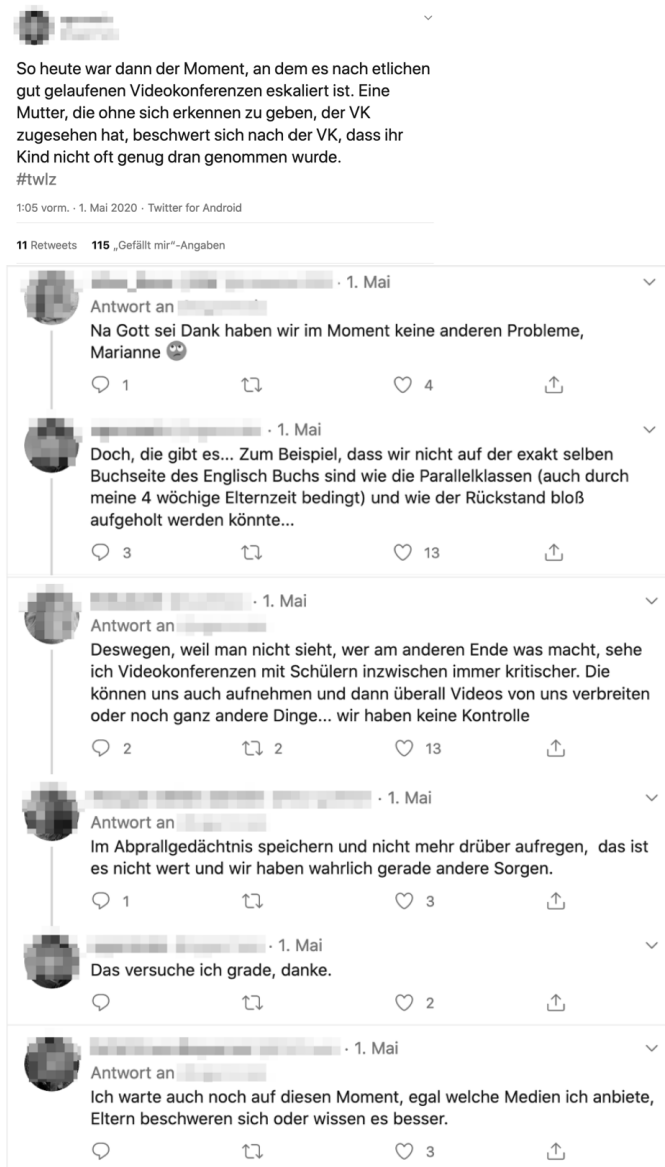 So heute war dann der Moment, an dem es nach etlichen
gut gelaufenen Videokonferenzen eskaliert ist. Eine
Mutter, die ohne sich erkennen zu geben, der VK
zugesehen hat, beschwert sich nach der VK, dass ihr
Kind nicht oft genug dran genommen wurde.
#twlz
1:05 vorm. · 1. Mai 2020 · Twitter for Android
11 Retweets 115 „Gefällt mir“-Angaben
· 1. Mai
Antwort an
Na Gott sei Dank haben wir im Moment keine anderen Probleme,
Marianne 🙄
1 4
· 1. Mai
Doch, die gibt es... Zum Beispiel, dass wir nicht auf der exakt selben
Buchseite des Englisch Buchs sind wie die Parallelklassen (auch durch
meine 4 wöchige Elternzeit bedingt) und wie der Rückstand bloß
aufgeholt werden könnte...
3 13
· 1. Mai
Antwort an
Deswegen, weil man nicht sieht, wer am anderen Ende was macht, sehe
ich Videokonferenzen mit Schülern inzwischen immer kritischer. Die
können uns auch aufnehmen und dann überall Videos von uns verbreiten
oder noch ganz andere Dinge... wir haben keine Kontrolle
2 2 13
· 1. Mai
Antwort an
Im Abprallgedächtnis speichern und nicht mehr drüber aufregen, das ist
es nicht wert und wir haben wahrlich gerade andere Sorgen.
1 3
· 1. Mai
Das versuche ich grade, danke.
2
· 1. Mai
Antwort an
Ich warte auch noch auf diesen Moment, egal welche Medien ich anbiete,
Eltern beschweren sich oder wissen es besser.
3